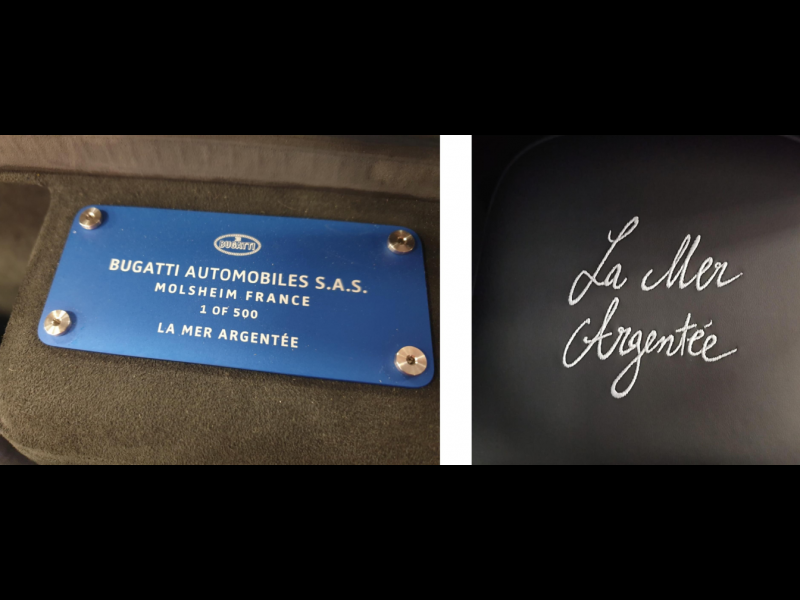 BUGATTI
BUGATTI AUTOMOBILES S.A.S.
MOLSHEIM FRANCE
1 OF 500
LA MER ARGENTÉE
La Mer
Argentée